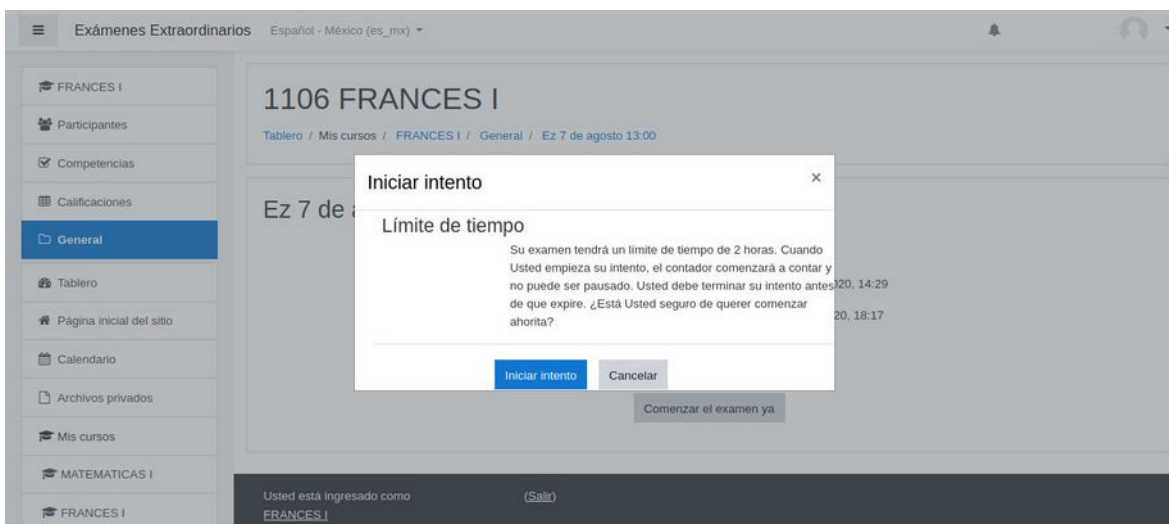 Exámenes Extraordinarios Español - México (es_mx)
FRANCES I
Participantes
Competencias
Calificaciones
General
Tablero
Página inicial del sitio
Calendario
Archivos privados
Mis cursos
MATEMATICAS I
FRANCES I
1106 FRANCES I
Tablero / Mis cursos / FRANCES I / General / Ez 7 de agosto 13:00
Ez 7 de
020, 14:29
20, 18:17
Iniciar intento ×
Límite de tiempo
Su examen tendrá un límite de tiempo de 2 horas. Cuando
Usted empieza su intento, el contador comenzará a contar y
no puede ser pausado. Usted debe terminar su intento antes
de que expire. ¿Está Usted seguro de querer comenzar
ahorita?
Iniciar intento Cancelar
Comenzar el examen ya
Usted está ingresado como (Salir)
FRANCES I